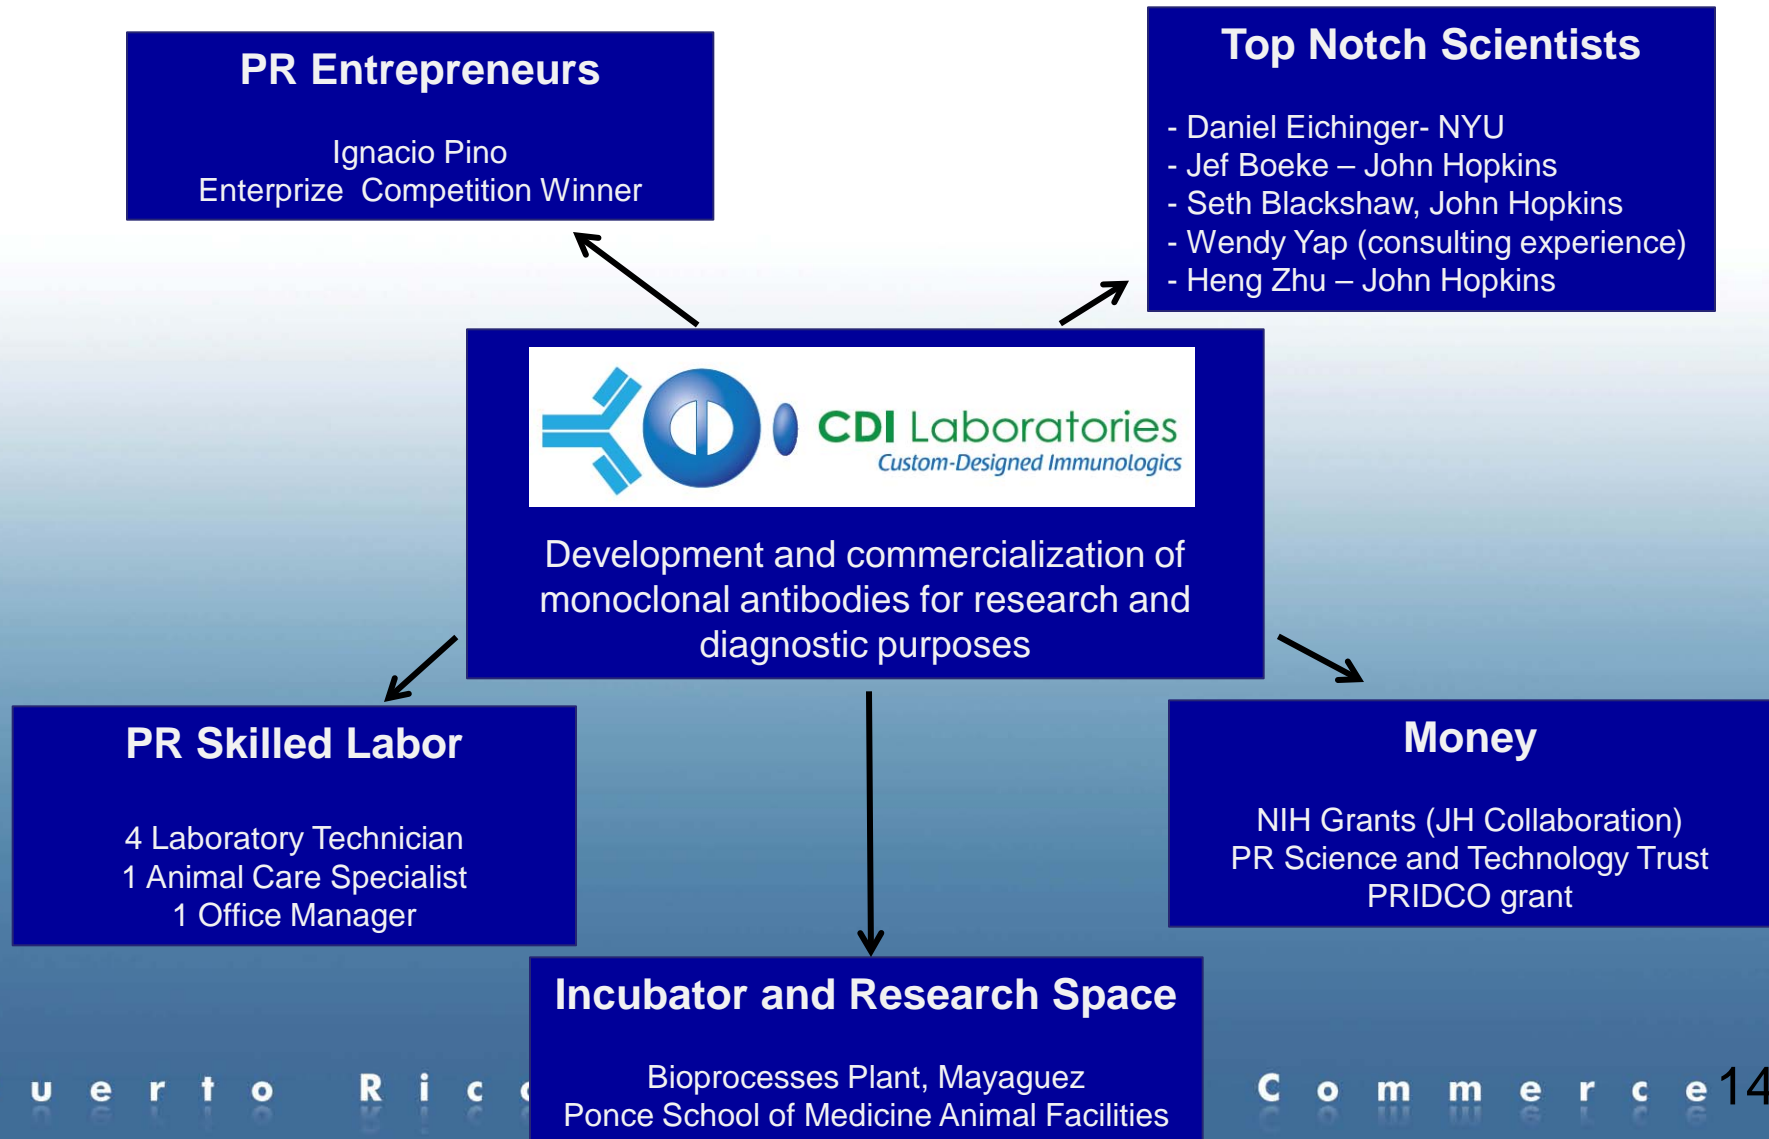 PR Entrepreneurs
Ignacio Pino
Enterprize  Competition Winner
Top Notch Scientists
- Daniel Eichinger- NYU
- Jef Boeke – John Hopkins
- Seth Blackshaw, John Hopkins
- Wendy Yap (consulting experience)
- Heng Zhu – John Hopkins
CDI Laboratories
Custom-Designed Immunologics
Development and commercialization of
monoclonal antibodies for research and
diagnostic purposes
PR Skilled Labor
4 Laboratory Technician
1 Animal Care Specialist
1 Office Manager
Money
NIH Grants (JH Collaboration)
PR Science and Technology Trust
PRIDCO grant
Incubator and Research Space
Bioprocesses Plant, Mayaguez
Ponce School of Medicine Animal Facilities
uerto Rico Commerce 14